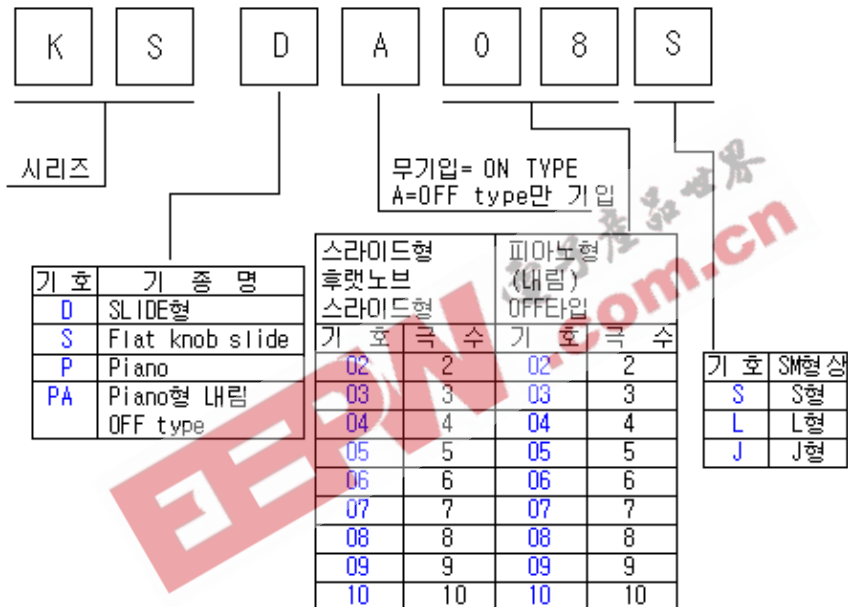 K S D A 0 8 S
시리즈
무기입= ON TYPE
A=OFF type만 기입
기 호 기 종 명
D SLIDE형
S Flat knob slide
P Piano
PA Piano형 내림
OFF type
스라이드형
후랫노브
스라이드형
피아노형
(내림)
OFF타입
기 호 극 수 기 호 극 수
02 2 02 2
03 3 03 3
04 4 04 4
05 5 05 5
06 6 06 6
07 7 07 7
08 8 08 8
09 9 09 9
10 10 10 10
기 호 SM형상
S S형
L L형
J J형
EEPW.com.cn
电子産品世界